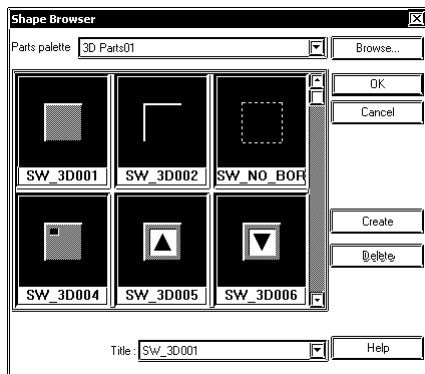 Shape Browser
Parts palette 3D Parts01 Browse...
OK
Cancel
SW_3D001 SW_3D002 SW_NO_BOR
Create
Delete
SW_3D004 SW_3D005 SW_3D006
Title : SW_3D001 Help